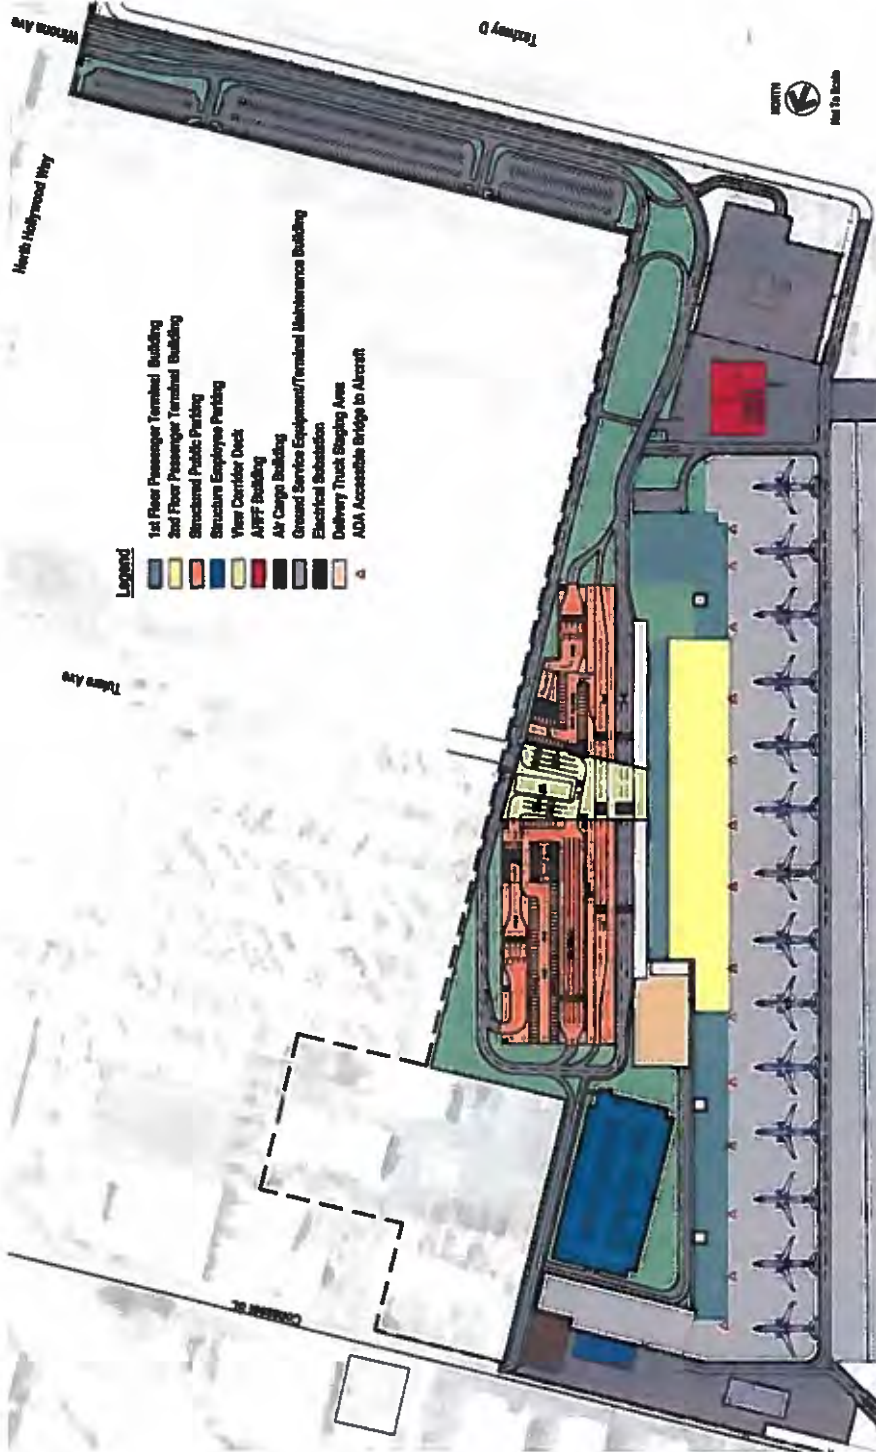 Winona Ave
Taxiway D
North Hollywood Way
NORTH
Not To Scale
Legend
1st Floor Passenger Terminal Building
2nd Floor Passenger Terminal Building
Structured Public Parking
Structure Employee Parking
View Corridor Deck
ARFF Building
Air Cargo Building
Ground Service Equipment/Terminal Maintenance Building
Electrical Substation
Delivery Truck Staging Area
ADA Accessible Bridge to Aircraft
Tulare Ave